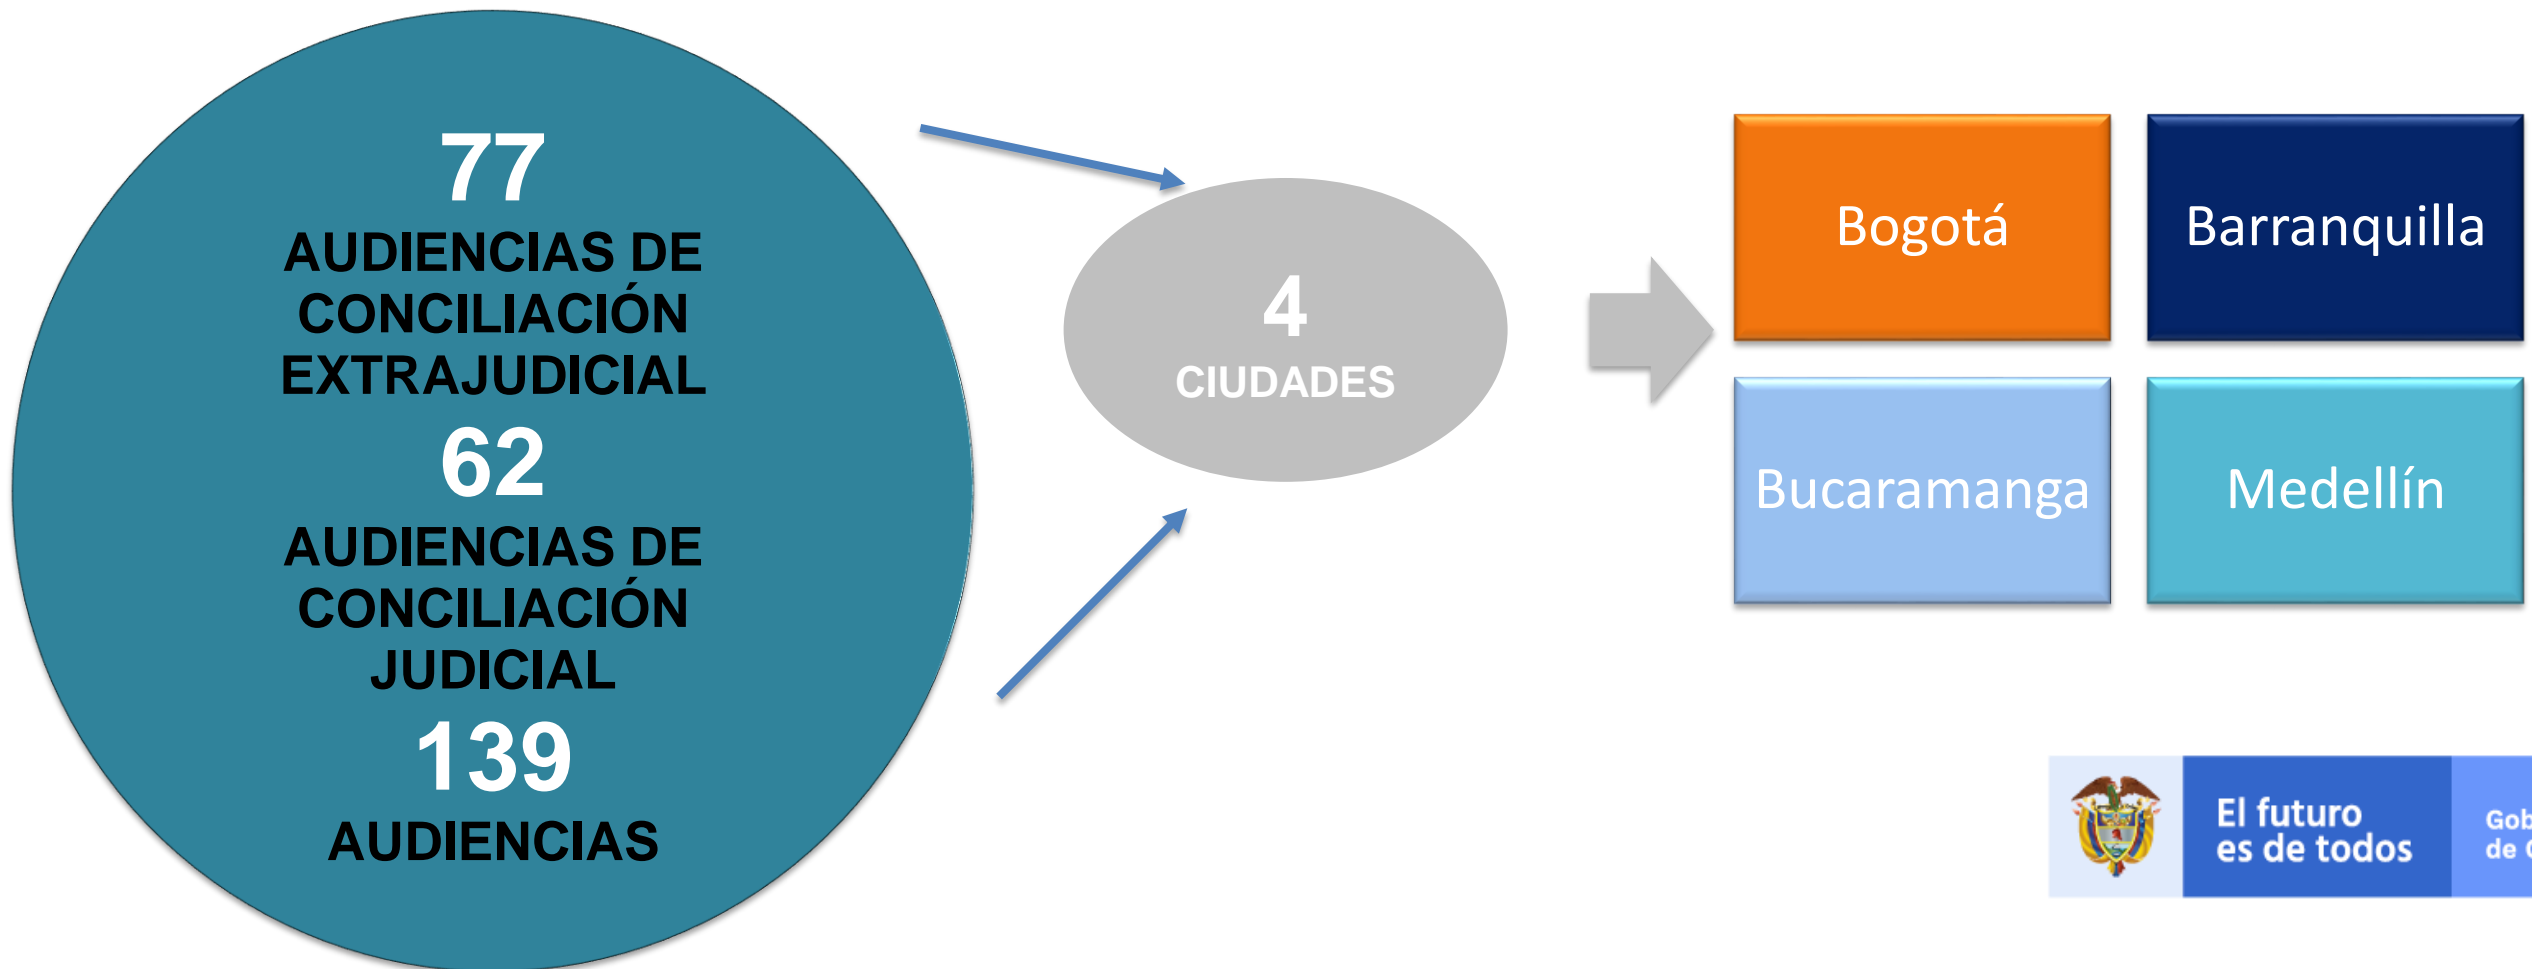 77
AUDIENCIAS DE
CONCILIACIÓN
EXTRAJUDICIAL
62
AUDIENCIAS DE
CONCILIACIÓN
JUDICIAL
139
AUDIENCIAS
4
CIUDADES
Bogotá
Barranquilla
Bucaramanga
Medellín
El futuro
es de todos
de